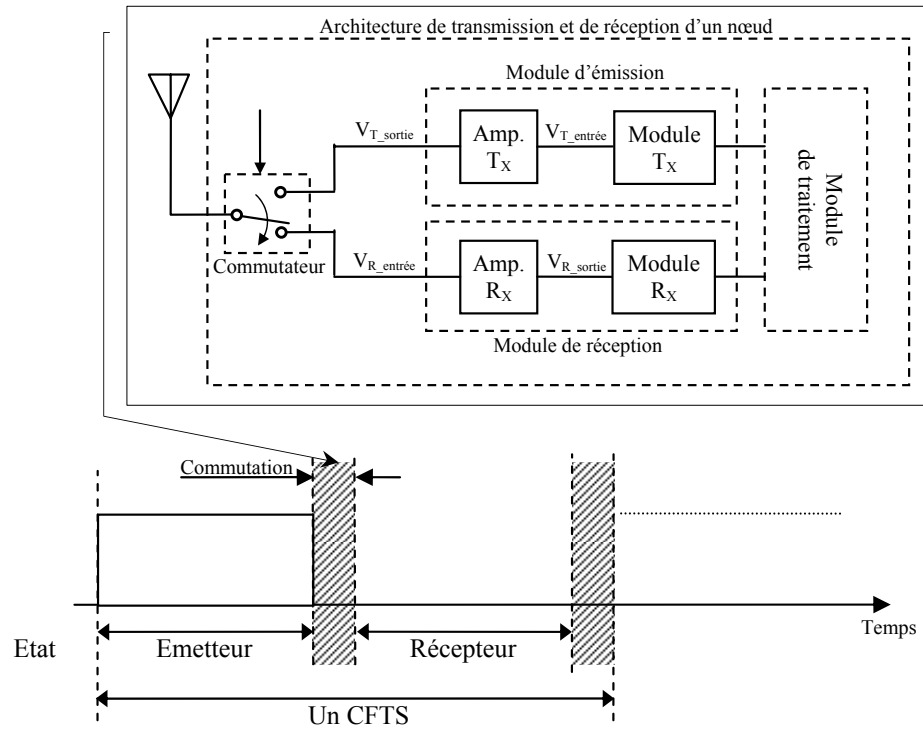 Architecture de transmission et de réception d'un nœud
Module d'émission
V_T_sortie
Amp.
T_X
V_T_entrée
Module
T_X
Module
de traitement
Commutateur
V_R_entrée
Amp.
R_X
V_R_sortie
Module
R_X
Module de réception
Commutation
Temps
Etat
Emetteur
Récepteur
Un CFTS